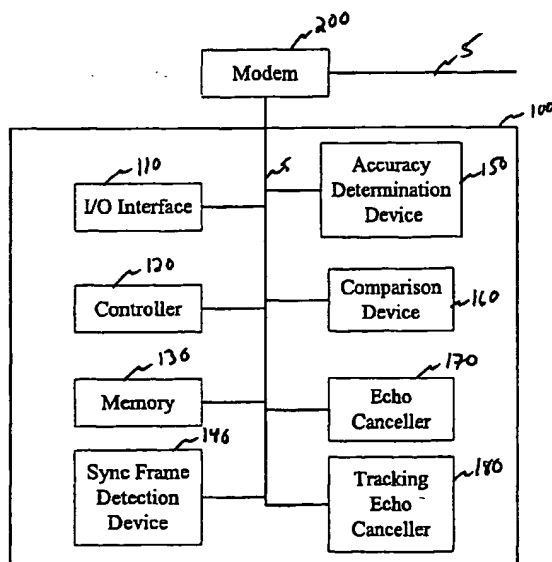 200
Modem
5
100
5
110
I/O Interface
Accuracy
Determination
Device
150
120
Controller
Comparison
Device
160
130
Memory
170
Echo
Canceller
146
Sync Frame
Detection
Device
Tracking
Echo
Canceller
180